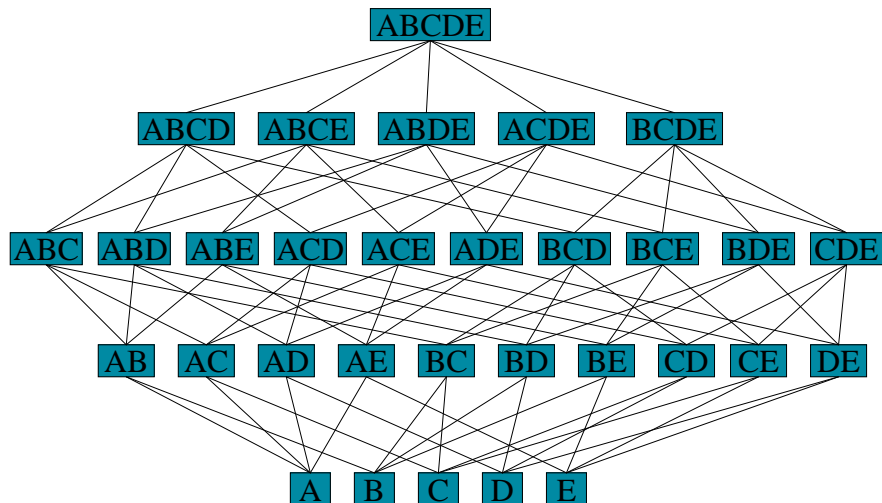 ABCDE
ABCD ABCE ABDE ACDE BCDE
ABC ABD ABE ACD ACE ADE BCD BCE BDE CDE
AB AC AD AE BC BD BE CD CE DE
A B C D E